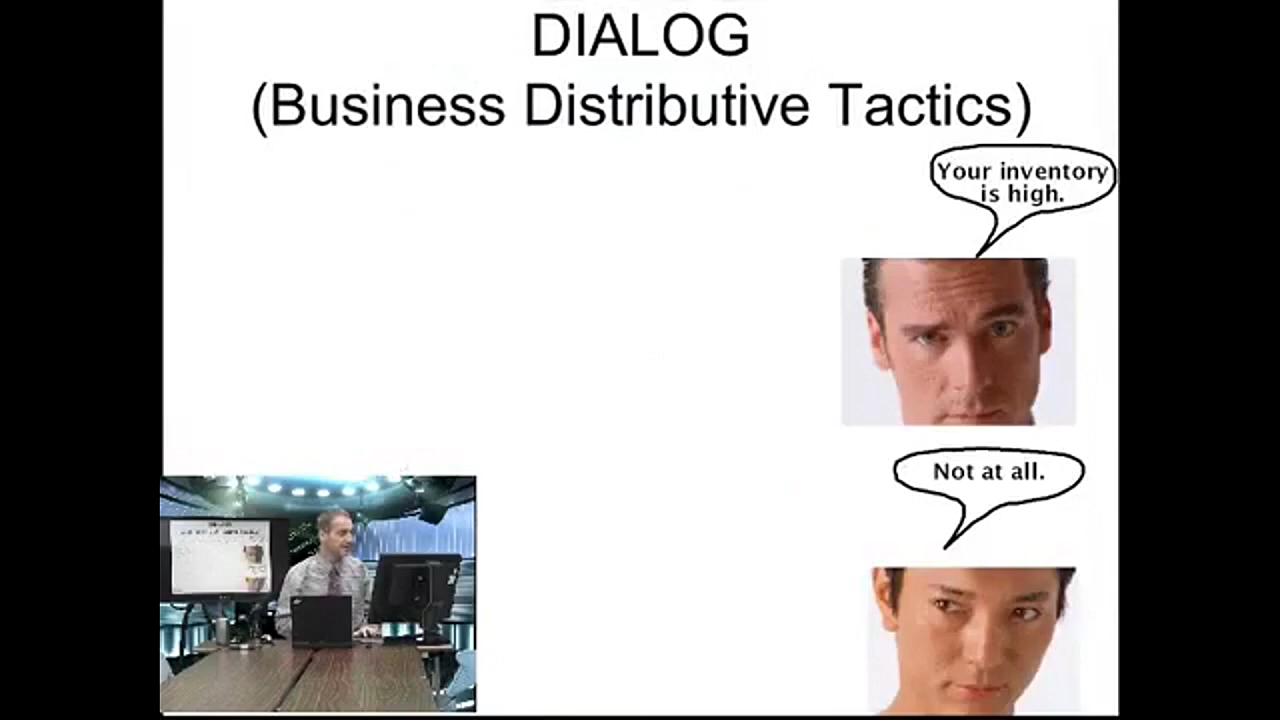 DIALOG
(Business Distributive Tactics)
Your inventory
is high.
Not at all.